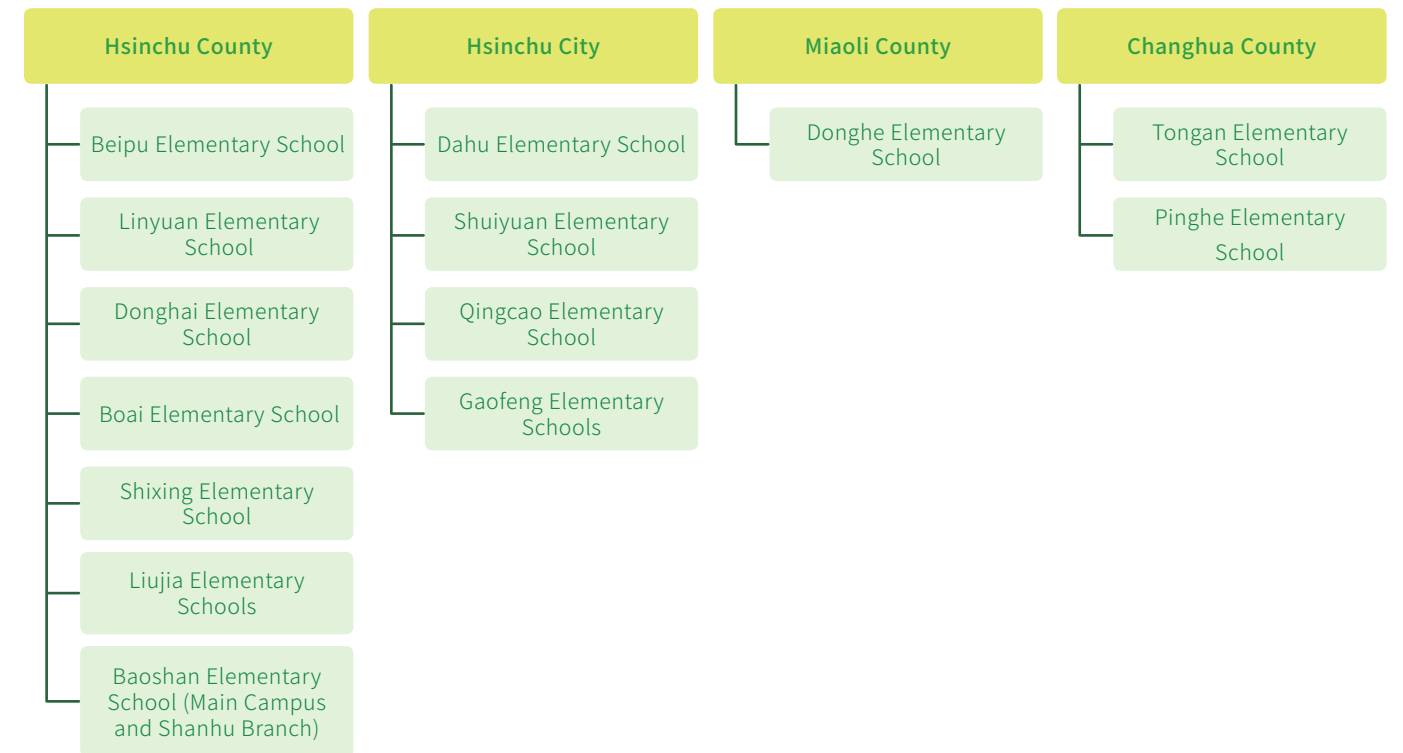 Hsinchu County
Beipu Elementary School
Linyuan Elementary
School
Donghai Elementary
School
Boai Elementary School
Shixing Elementary
School
Liujia Elementary
Schools
Baoshan Elementary
School (Main Campus
and Shanhu Branch)
Hsinchu City
Dahu Elementary School
Shuiyuan Elementary
School
Qingcao Elementary
School
Gaofeng Elementary
Schools
Miaoli County
Donghe Elementary
School
Changhua County
Tongan Elementary
School
Pinghe Elementary
School